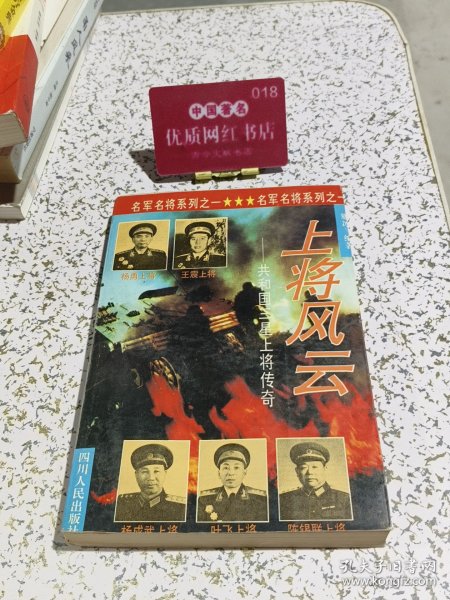 018
中国著名
优质网红书店
名军名将系列之一★★★名军名将系列之一
杨勇上将
王震上将
上将风云
——共和国三星上将传奇
四川人民出版社
杨成武上将
叶飞上将
陈锡联上将
孔夫子旧书网
kongfz.com